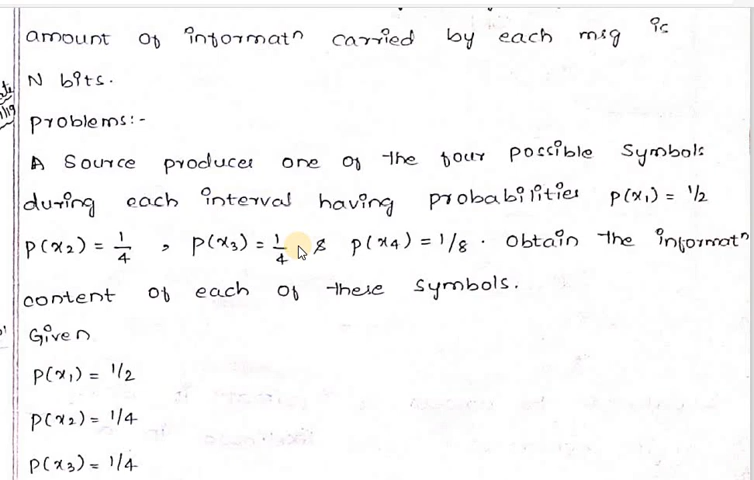 amount of informatn carried by each msg is
N bits.
problems:-
A Source produces one of the four possible Symbols
during each interval having probabilities p(x₁) = 1/2
p(x₂) = 1/4 , p(x₃) = 1/4 & p(x₄) = 1/8 . Obtain the informatn
content of each of these symbols.
Given
p(x₁) = 1/2
p(x₂) = 1/4
p(x₃) = 1/4